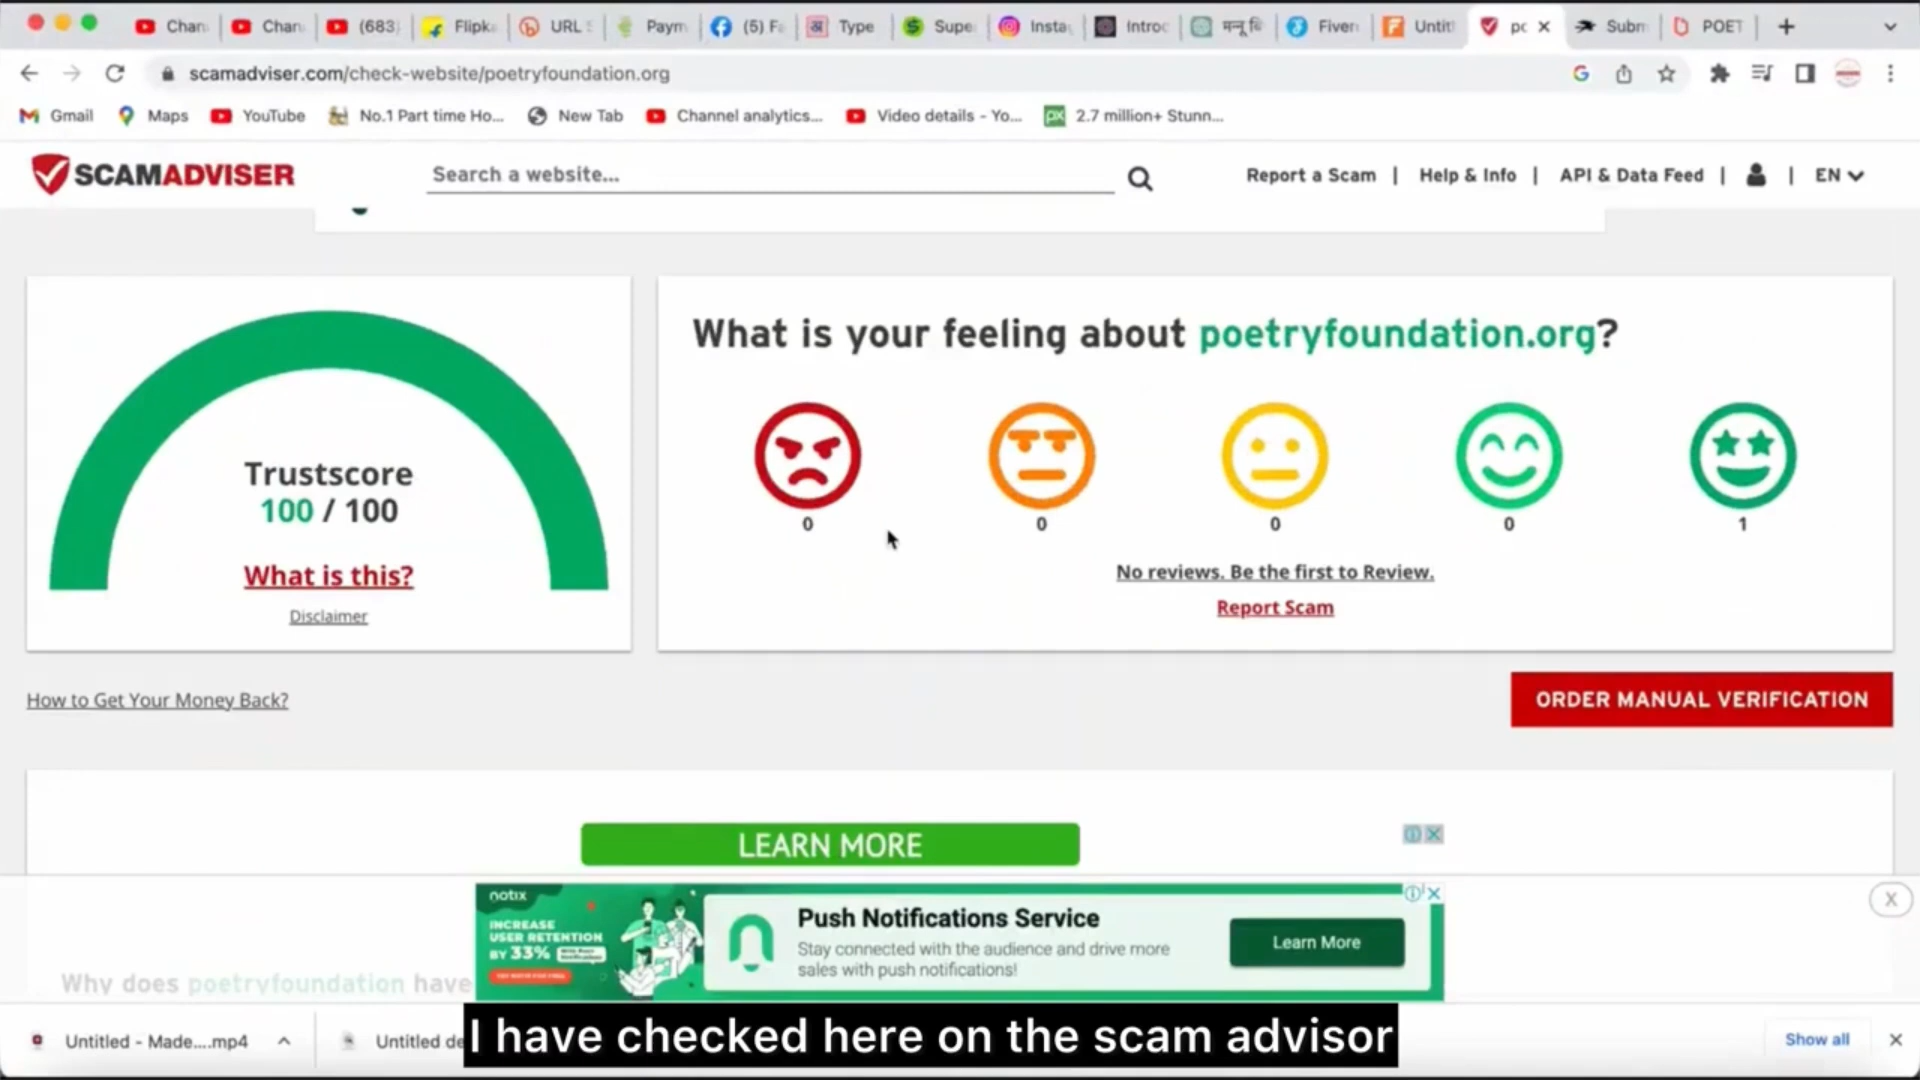 Chan
Chan
(683)
Flipka
URL S
Paym
(5) Fa
Type
Supe
Insta
Introd
मन्नू कि
Fiverr
Untit
po
Subm
POET
scamadviser.com/check-website/poetryfoundation.org
Gmail
Maps
YouTube
No.1 Part time Ho...
New Tab
Channel analytics...
Video details - Yo...
2.7 million+ Stunn...
SCAMADVISER
Search a website...
Report a Scam | Help & Info | API & Data Feed | | EN
Trustscore
100 / 100
What is this?
Disclaimer
What is your feeling about poetryfoundation.org?
0 0 0 0 1
No reviews. Be the first to Review.
Report Scam
How to Get Your Money Back?
ORDER MANUAL VERIFICATION
LEARN MORE
notix
INCREASE
USER RETENTION
BY 33%
Push Notifications Service
Stay connected with the audience and drive more
sales with push notifications!
Learn More
X
Why does poetryfoundation have
Untitled - Made....mp4
Untitled de
I have checked here on the scam advisor
Show all